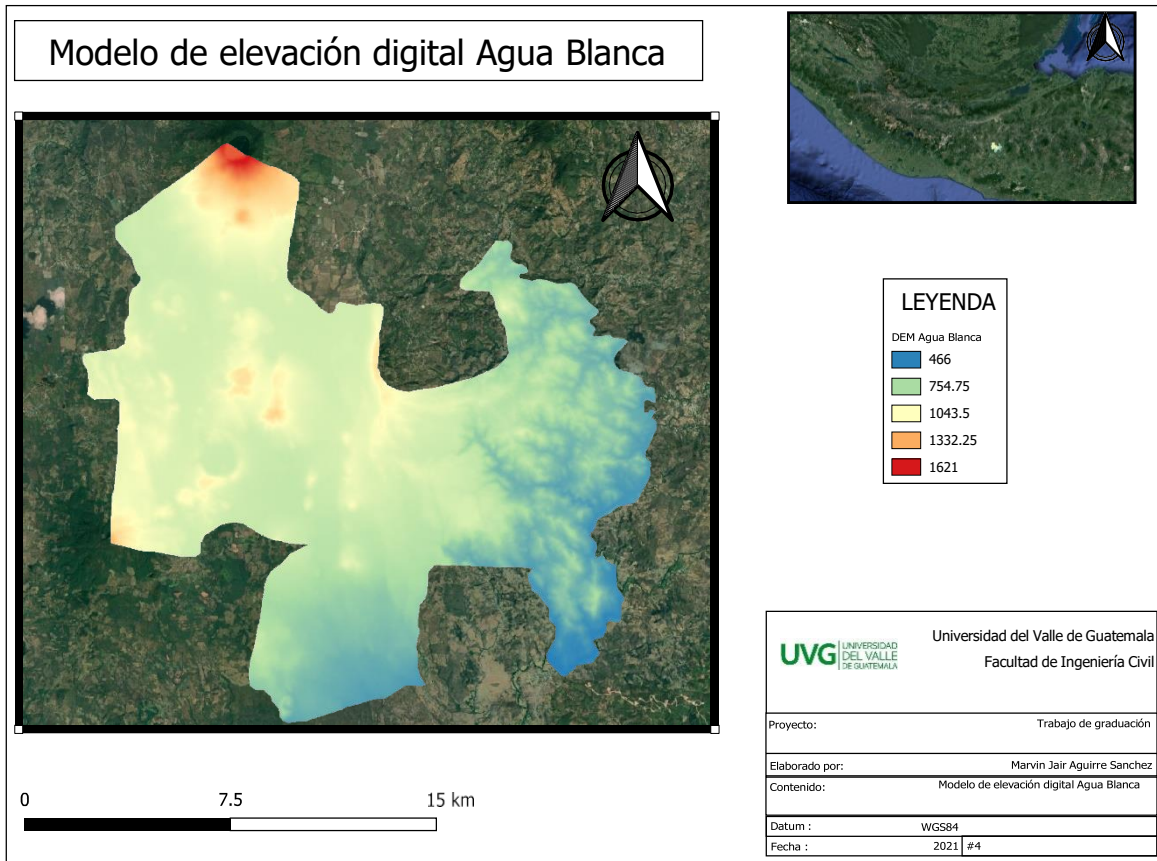 Modelo de elevación digital Agua Blanca
LEYENDA
DEM Agua Blanca
466
754.75
1043.5
1332.25
1621
0 7.5 15 km
UVG UNIVERSIDAD
DEL VALLE
DE GUATEMALA
Universidad del Valle de Guatemala
Facultad de Ingeniería Civil
Proyecto: Trabajo de graduación
Elaborado por: Marvin Jair Aguirre Sanchez
Contenido: Modelo de elevación digital Agua Blanca
Datum : WGS84
Fecha : 2021 #4